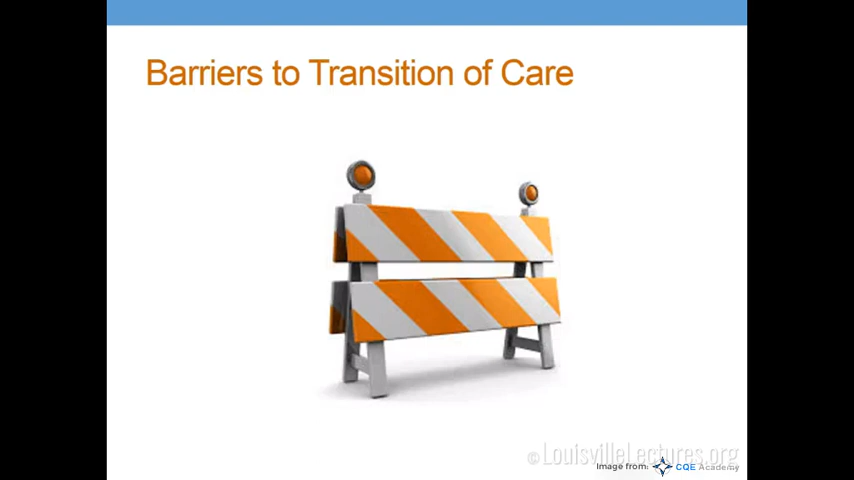 Barriers to Transition of Care
© LouisvilleLectures.org
Image from: CQE Academy